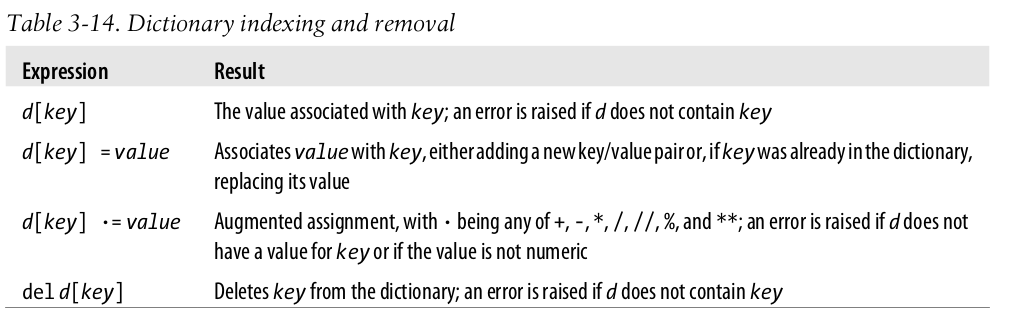 Table 3-14. Dictionary indexing and removal
Expression Result
d[key] The value associated with key; an error is raised if d does not contain key
d[key] =value Associates value with key, either adding a new key/value pair or, if key was already in the dictionary,
replacing its value
d[key] ·=value Augmented assignment, with · being any of +, -, *, /, //, %, and **; an error is raised if d does not
have a value for key or if the value is not numeric
del d[key] Deletes key from the dictionary; an error is raised if d does not contain key